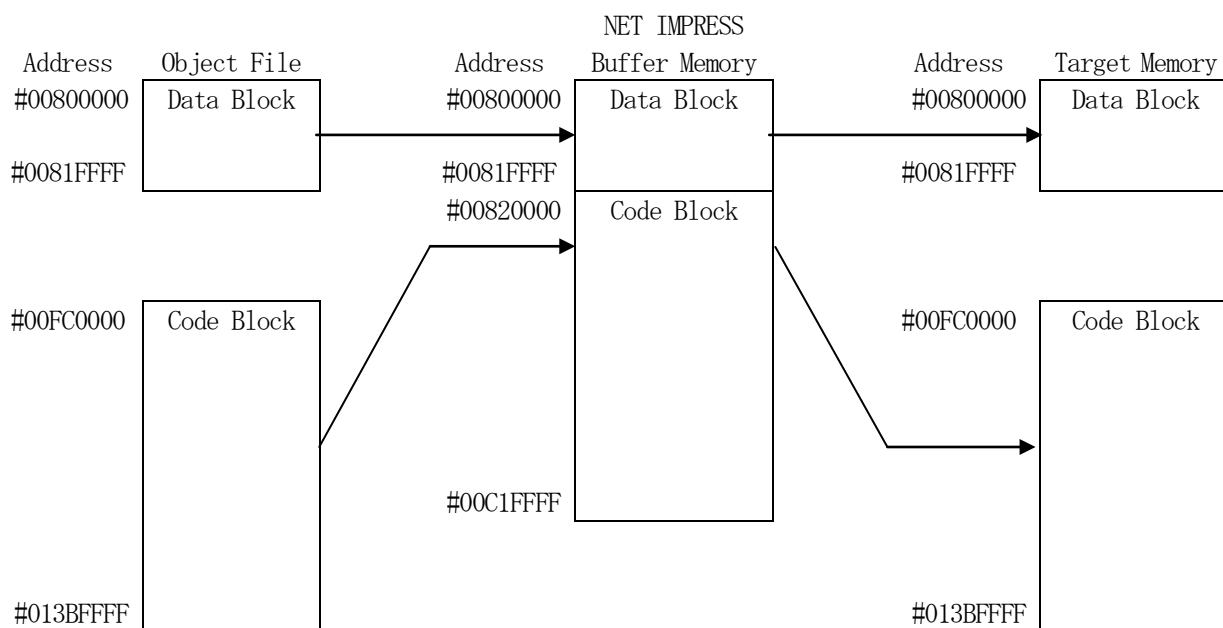 NET IMPRESS
Address Object File Address Buffer Memory Address Target Memory
#00800000 Data Block #00800000 Data Block #00800000 Data Block
#0081FFFF #0081FFFF #0081FFFF
#00820000 Code Block
#00FC0000 Code Block #00FC0000 Code Block
#00C1FFFF
#013BFFFF #013BFFFF